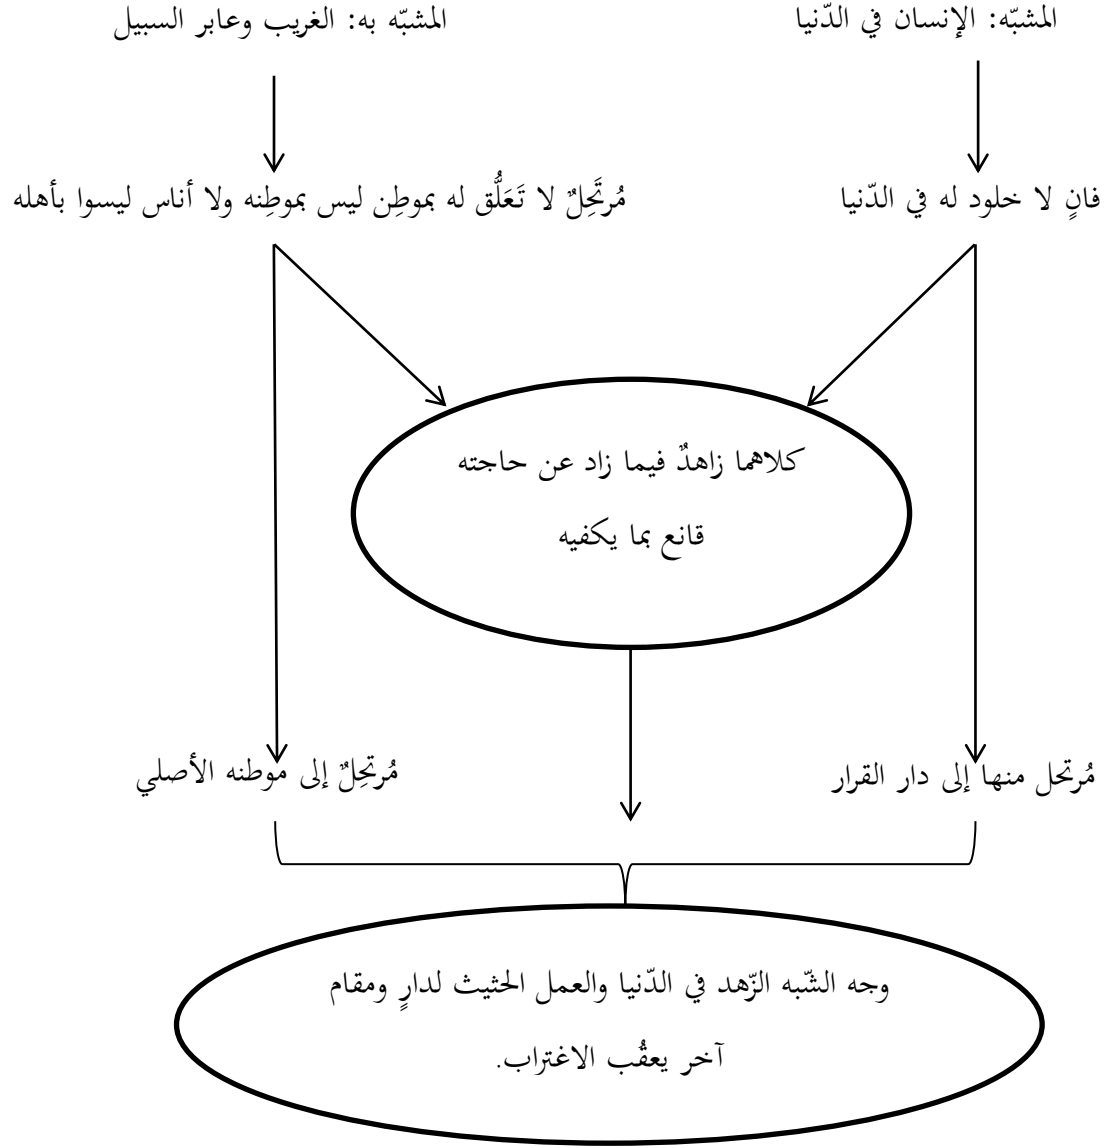 المشبّه: الإنسان في الدّنيا
المشبّه به: الغريب وعابر السبيل
فانٍ لا خلود له في الدّنيا
مُرتَحِلٌ لا تَعَلُّق له بموطِن ليس بموطِنه ولا أناس ليسوا بأهله
كلاهما زاهدٌ فيما زاد عن حاجته
قانع بما يكفيه
مُرتحل منها إلى دار القرار
مُرتحِلٌ إلى موطنه الأصلي
وجه الشّبه الزّهد في الدّنيا والعمل الحثيث لدارٍ ومقام
آخر يعقُب الاغتراب.